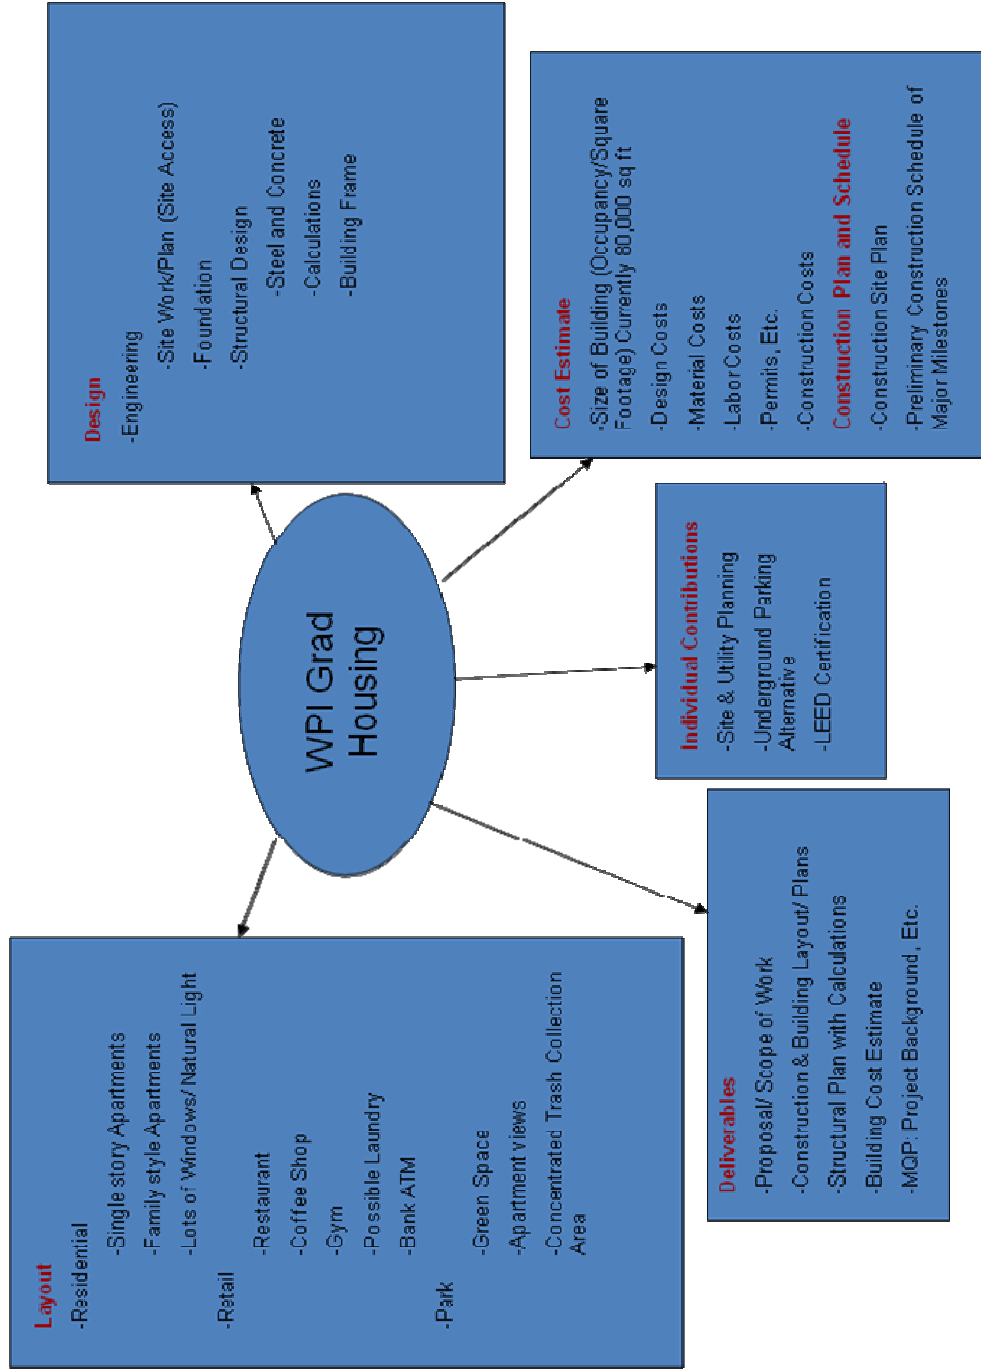 WPI Grad
Housing
Layout
-Residential
-Single story Apartments
-Family style Apartments
-Lots of Windows/ Natural Light
-Retail
-Restaurant
-Coffee Shop
-Gym
-Possible Laundry
-Bank ATM
-Park
-Green Space
-Apartment views
-Concentrated Trash Collection
Area
Design
-Engineering
-Site Work/Plan (Site Access)
-Foundation
-Structural Design
-Steel and Concrete
-Calculations
-Building Frame
Deliverables
-Proposal/ Scope of Work
-Construction & Building Layout/ Plans
-Structural Plan with Calculations
-Building Cost Estimate
-MQP: Project Background, Etc.
Individual Contributions
-Site & Utility Planning
-Underground Parking
Alternative
-LEED Certification
Cost Estimate
-Size of Building (Occupancy/Square
Footage) Currently 80,000 sq ft
-Design Costs
-Material Costs
-Labor Costs
-Permits, Etc.
-Construction Costs
Construction Plan and Schedule
-Construction Site Plan
-Preliminary Construction Schedule of
Major Milestones